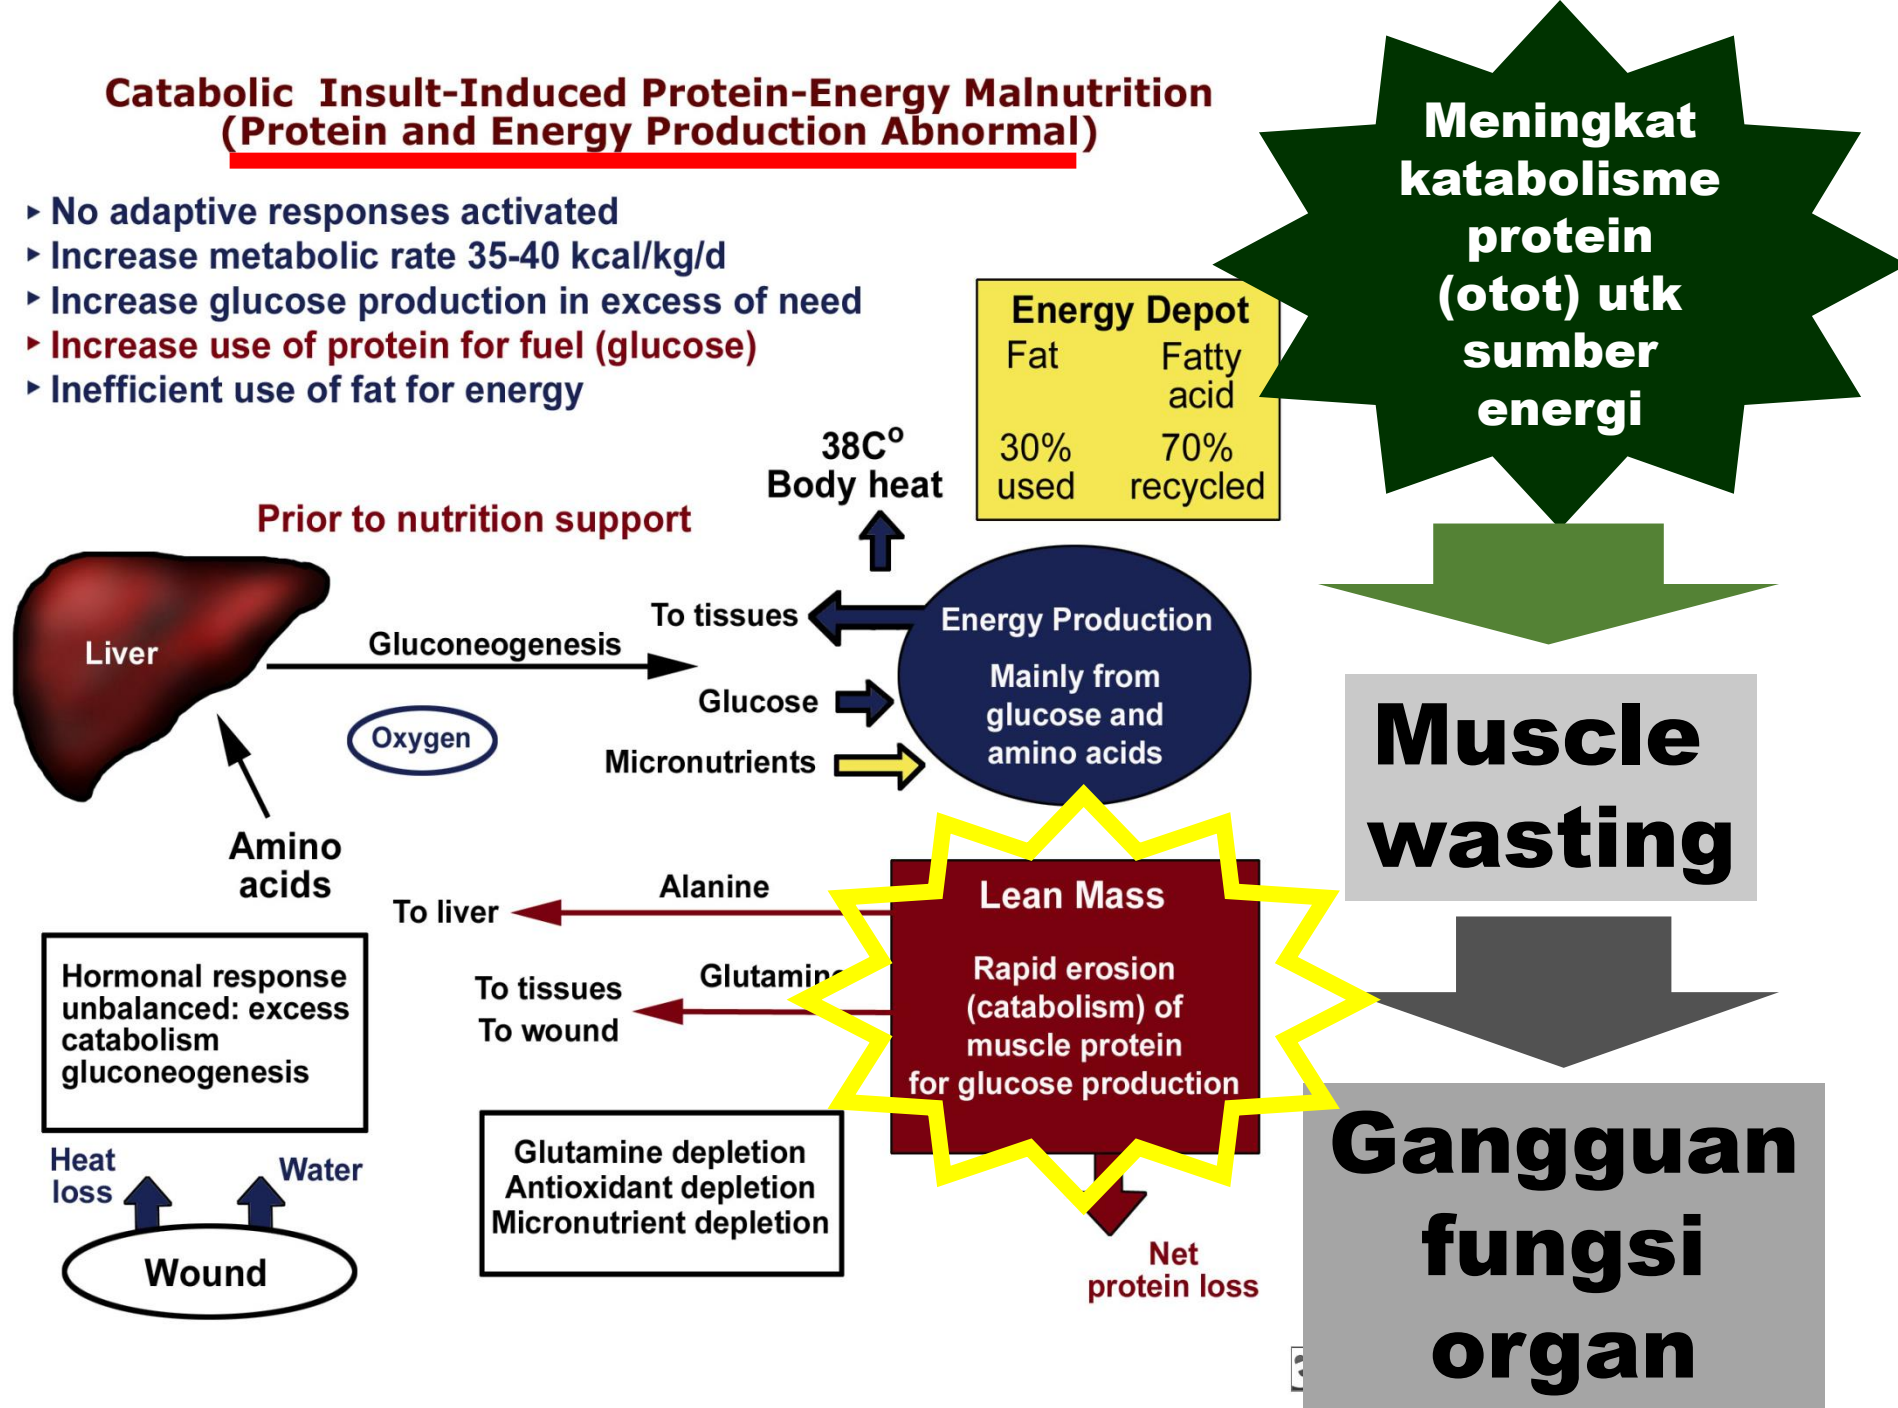 Catabolic Insult-Induced Protein-Energy Malnutrition
(Protein and Energy Production Abnormal)
No adaptive responses activated
Increase metabolic rate 35-40 kcal/kg/d
Increase glucose production in excess of need
Increase use of protein for fuel (glucose)
Inefficient use of fat for energy
Energy Depot
Fat Fatty
acid
30% 70%
used recycled
38Cº
Body heat
Prior to nutrition support
Liver
Gluconeogenesis
Oxygen
Amino
acids
To tissues
Glucose
Micronutrients
Energy Production
Mainly from
glucose and
amino acids
Alanine
To liver
Glutamine
To tissues
To wound
Lean Mass
Rapid erosion
(catabolism) of
muscle protein
for glucose production
Net
protein loss
Hormonal response
unbalanced: excess
catabolism
gluconeogenesis
Heat
loss
Water
Wound
Glutamine depletion
Antioxidant depletion
Micronutrient depletion
Meningkat
katabolisme
protein
(otot) utk
sumber
energi
Muscle
wasting
Gangguan
fungsi
organ